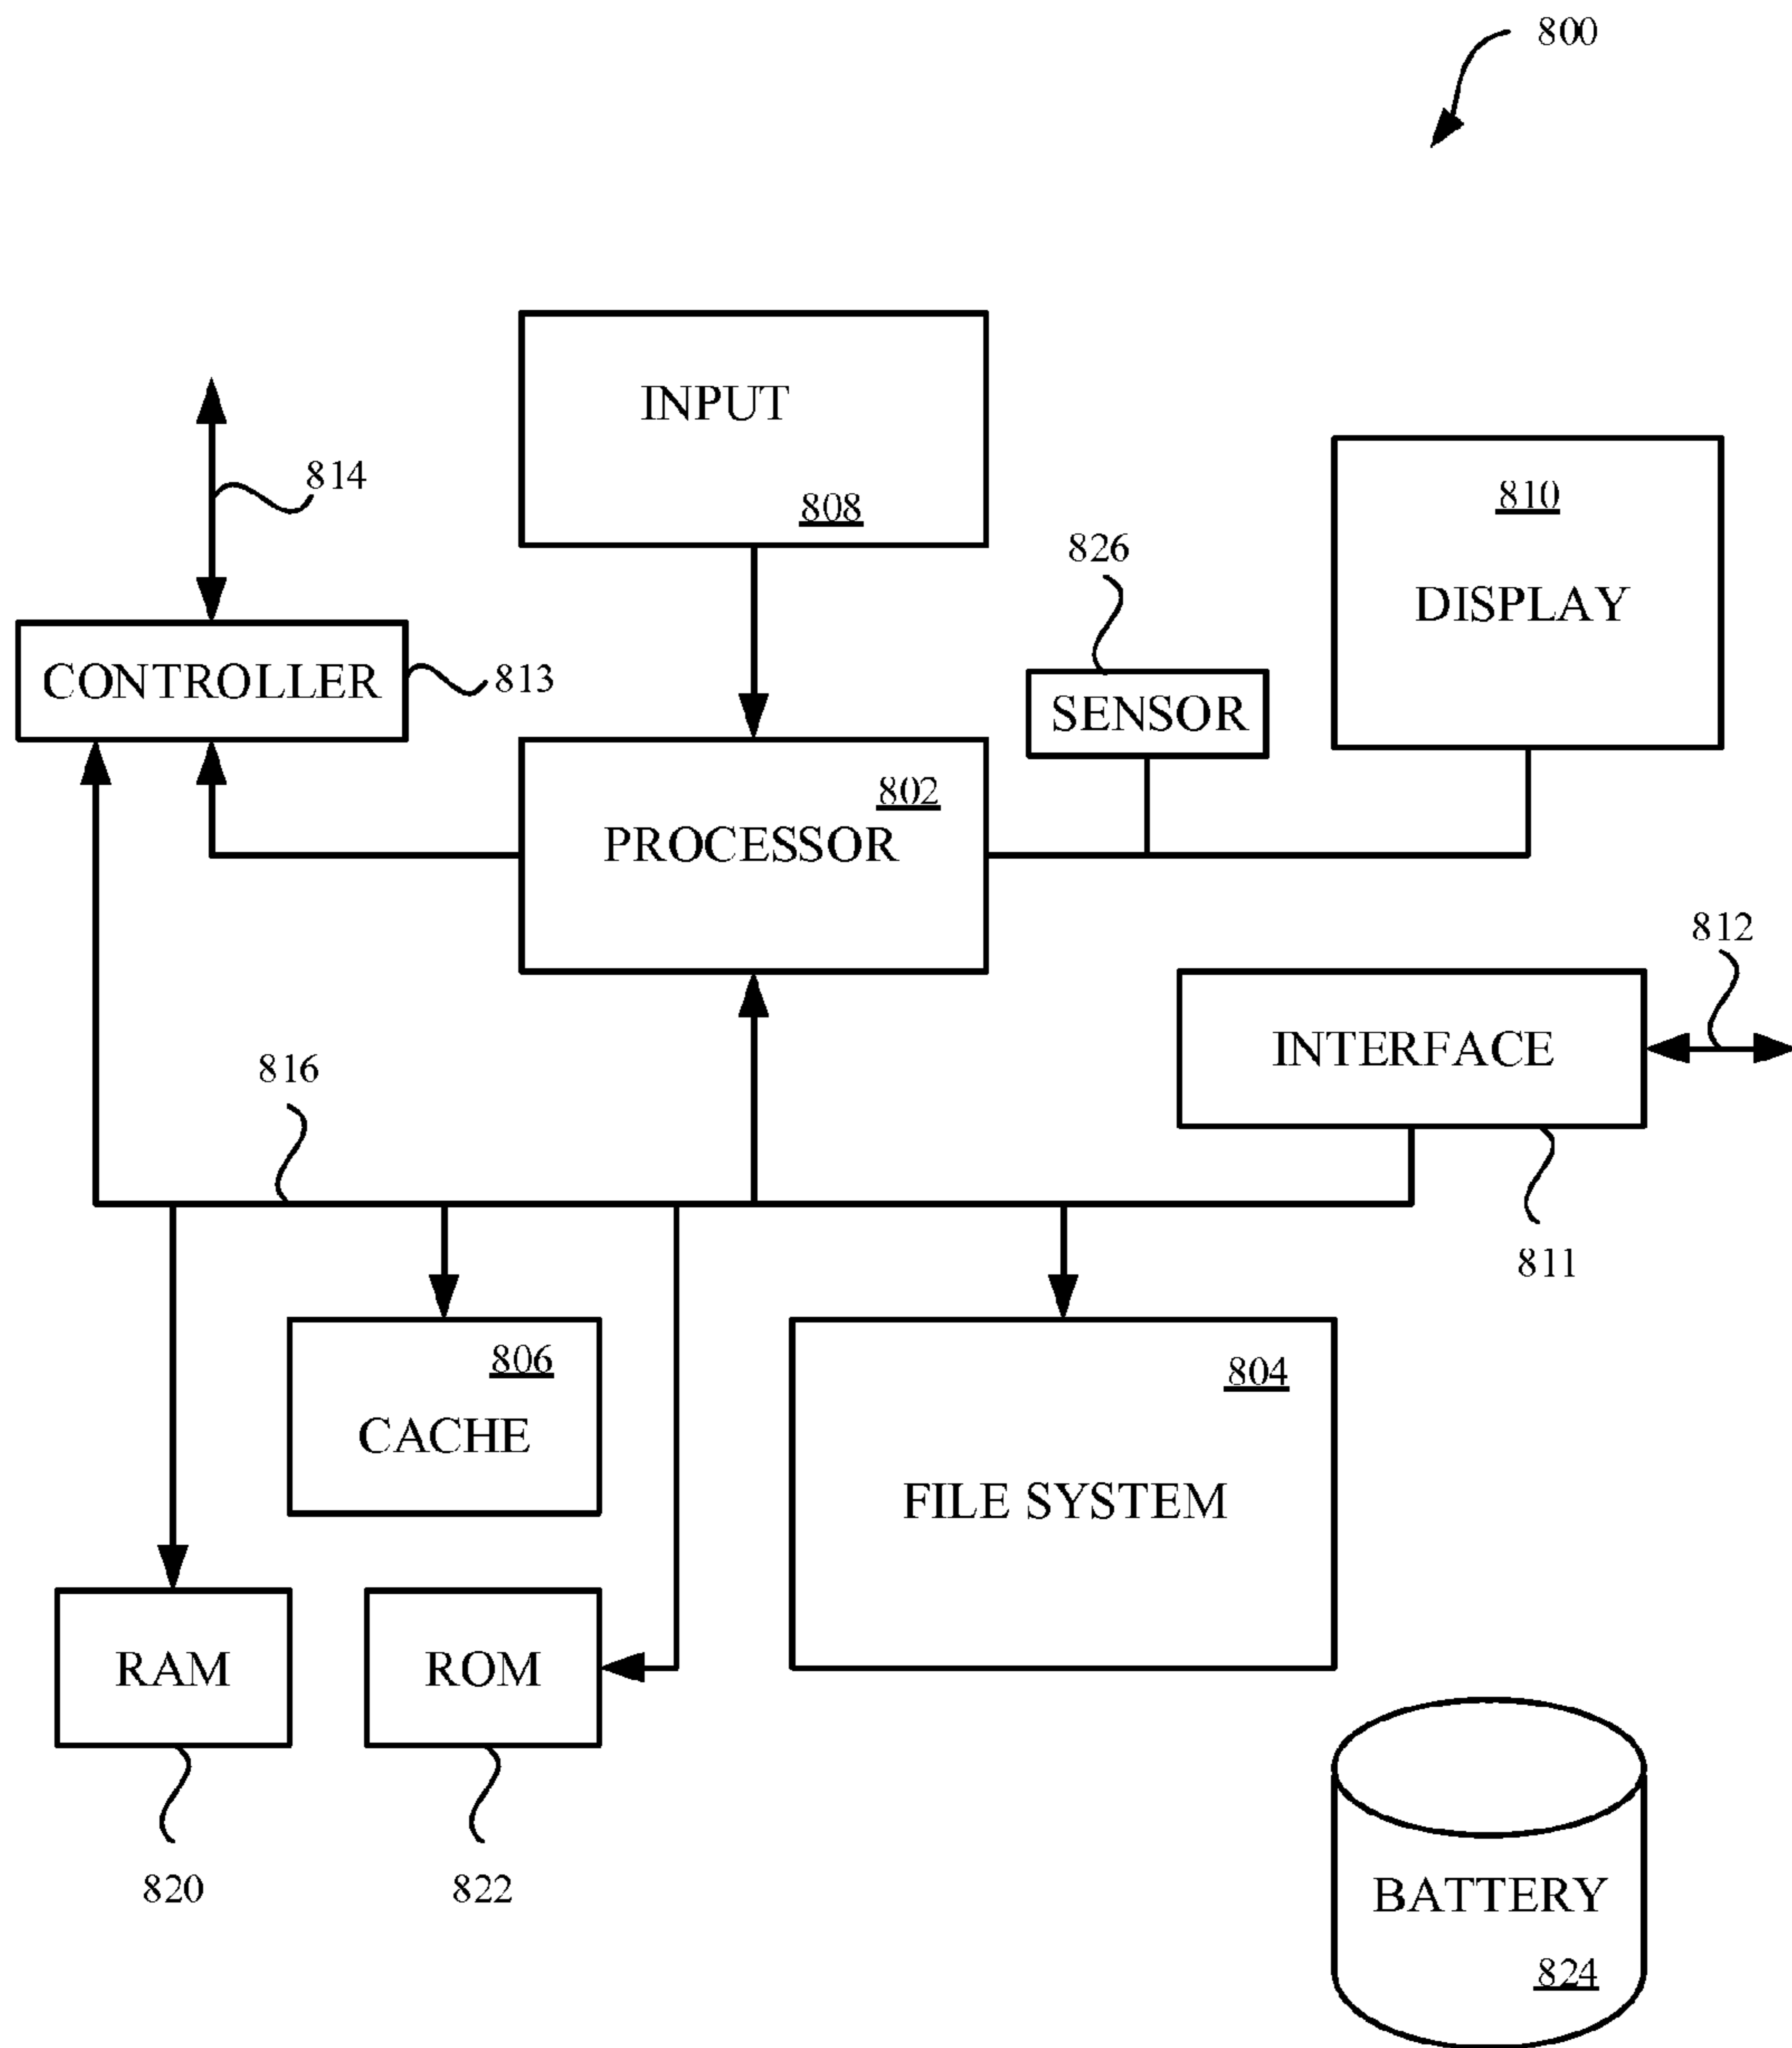 800
INPUT
808
814
810
DISPLAY
826
SENSOR
CONTROLLER
813
802
PROCESSOR
812
INTERFACE
816
811
806
CACHE
804
FILE SYSTEM
RAM
ROM
820
822
BATTERY
824